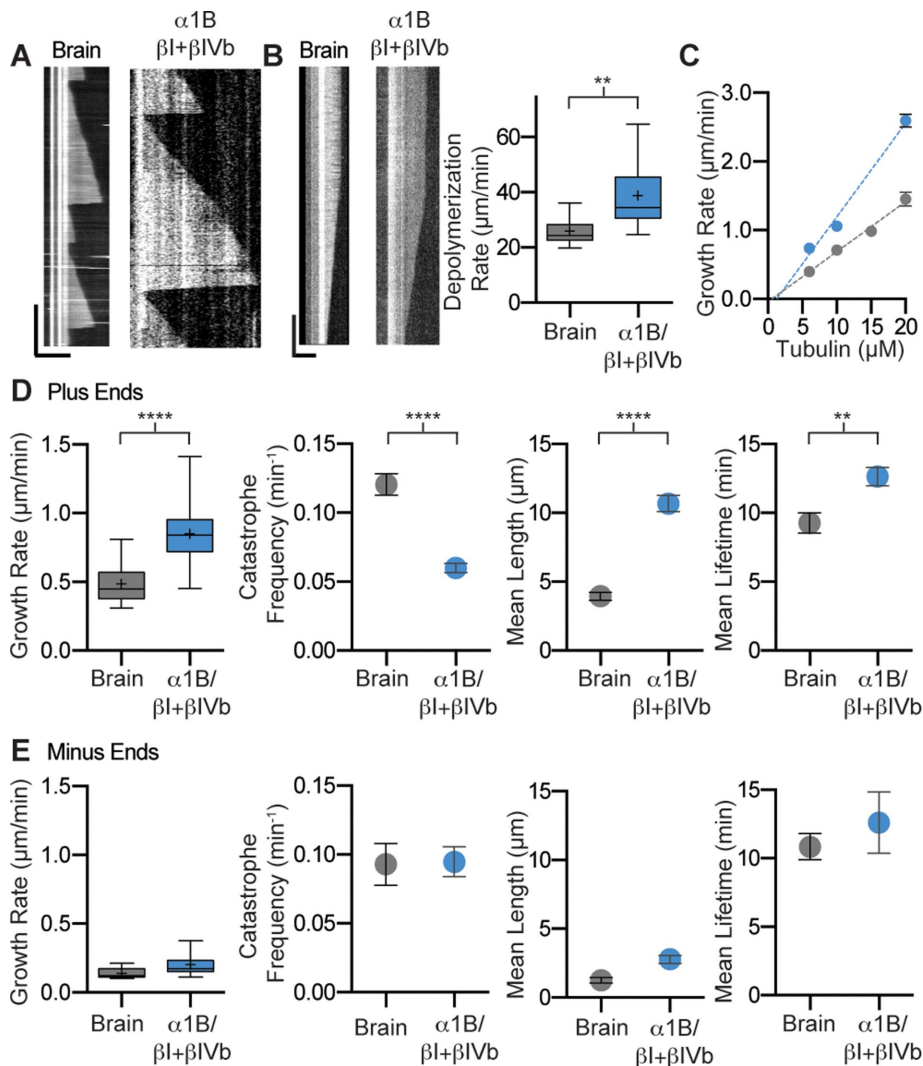 A
Brain
α1B
βI+βIVb
B
Brain
α1B
βI+βIVb
Depolymerization
Rate (μm/min)
60
40
20
0
**
Brain
α1B/
βI+βIVb
C
Growth Rate (μm/min)
3.0
2.0
1.0
0.0
0
5
10
15
20
Tubulin (μM)
D Plus Ends
Growth Rate (μm/min)
1.5
1.0
0.5
0.0
****
Brain
α1B/
βI+βIVb
Catastrophe
Frequency (min-1)
0.15
0.10
0.05
0.00
****
Brain
α1B/
βI+βIVb
Mean Length (μm)
15
10
5
0
****
Brain
α1B/
βI+βIVb
Mean Lifetime (min)
15
10
5
0
**
Brain
α1B/
βI+βIVb
E Minus Ends
Growth Rate (μm/min)
1.5
1.0
0.5
0.0
Brain
α1B/
βI+βIVb
Catastrophe
Frequency (min-1)
0.15
0.10
0.05
0.00
Brain
α1B/
βI+βIVb
Mean Length (μm)
15
10
5
0
Brain
α1B/
βI+βIVb
Mean Lifetime (min)
15
10
5
0
Brain
α1B/
βI+βIVb